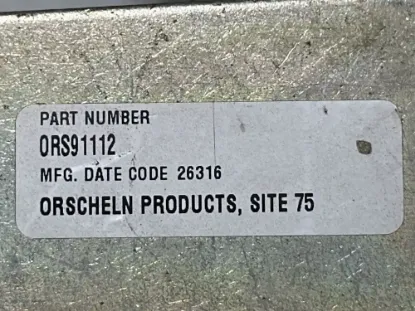 PART NUMBER
ORS91112
MFG. DATE CODE 26316
ORSCHELN PRODUCTS, SITE 75